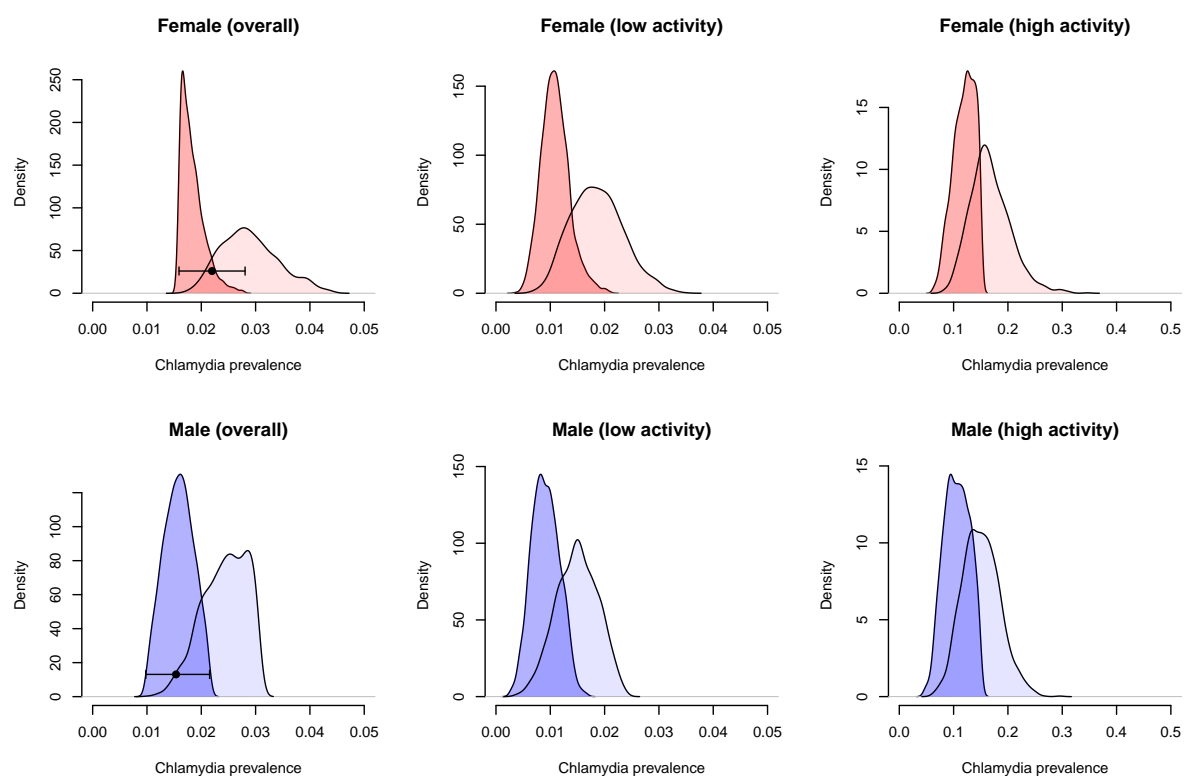 Female (overall)
Density
0
50
100
150
200
250
0.00 0.01 0.02 0.03 0.04 0.05
Chlamydia prevalence
Female (low activity)
Density
0
50
100
150
0.00 0.01 0.02 0.03 0.04 0.05
Chlamydia prevalence
Female (high activity)
Density
0
5
10
15
0.0 0.1 0.2 0.3 0.4 0.5
Chlamydia prevalence
Male (overall)
Density
0
20
40
60
80
100
0.00 0.01 0.02 0.03 0.04 0.05
Chlamydia prevalence
Male (low activity)
Density
0
50
100
150
0.00 0.01 0.02 0.03 0.04 0.05
Chlamydia prevalence
Male (high activity)
Density
0
5
10
15
0.0 0.1 0.2 0.3 0.4 0.5
Chlamydia prevalence